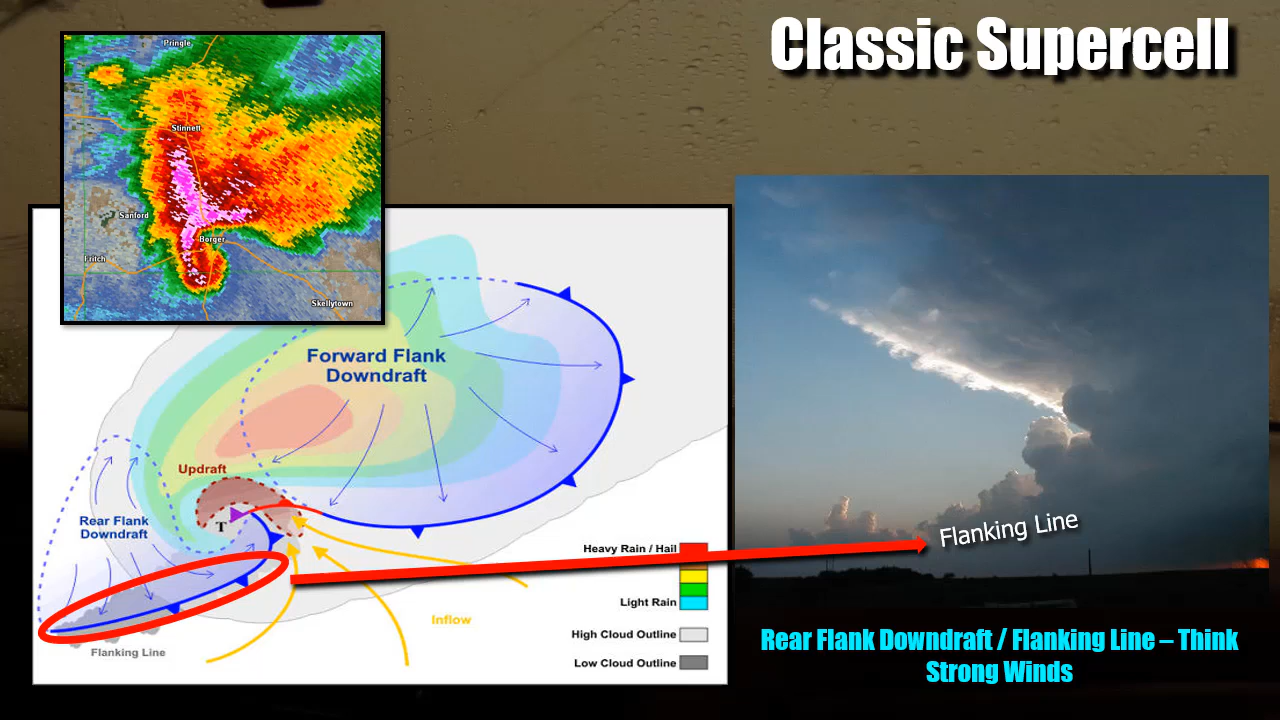 Classic Supercell
Pringle
Stinnett
Sanford
Borger
Fritch
Skellytown
Forward Flank
Downdraft
Updraft
T
Rear Flank
Downdraft
Heavy Rain / Hail
Light Rain
Inflow
High Cloud Outline
Flanking Line
Low Cloud Outline
Flanking Line
Rear Flank Downdraft / Flanking Line – Think
Strong Winds